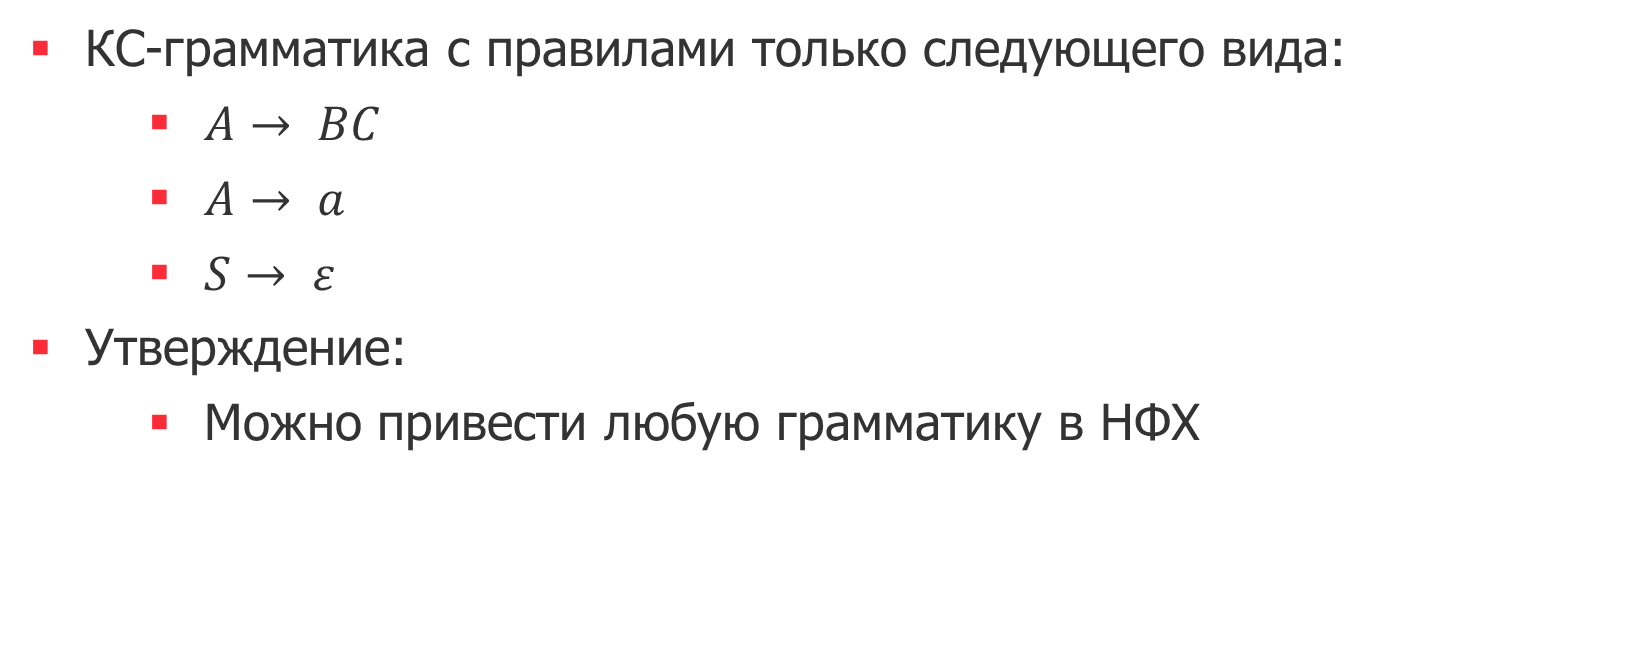 КС-грамматика с правилами только следующего вида:
A → BC
A → a
S → ε
Утверждение:
Можно привести любую грамматику в НФХ